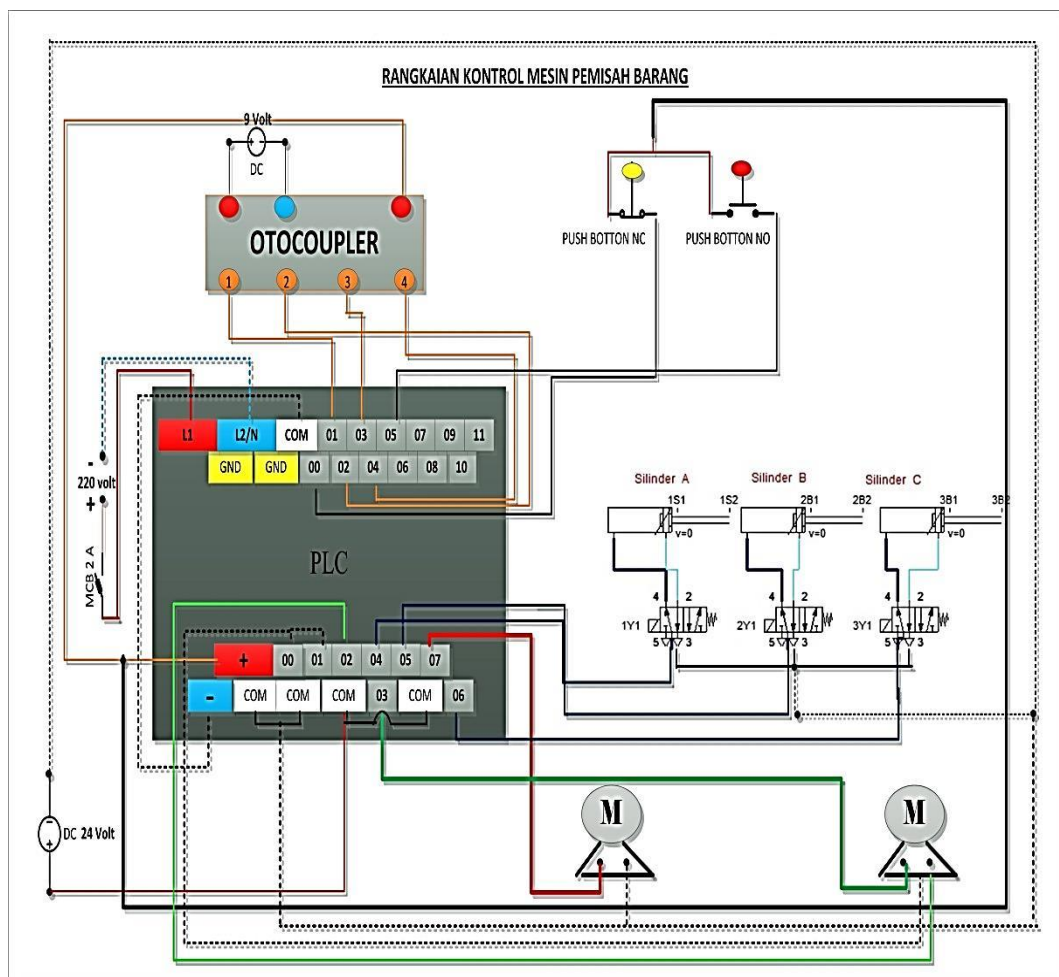 RANGKAIAN KONTROL MESIN PEMISAH BARANG
9 Volt
DC
OTOCOUPLER
1 2 3 4
PUSH BOTTON NC
PUSH BOTTON NO
L1 L2/N COM 01 03 05 07 09 11
GND GND 00 02 04 06 08 10
-
220 volt
+
MCB 2 A
PLC
Silinder A
1S1 1S2
v=0
4 2
1Y1
5 3
Silinder B
2B1 2B2
v=0
4 2
2Y1
5 3
Silinder C
3B1 3B2
v=0
4 2
3Y1
5 3
+ 00 01 02 04 05 07
- COM COM COM 03 COM 06
DC 24 Volt
M
M